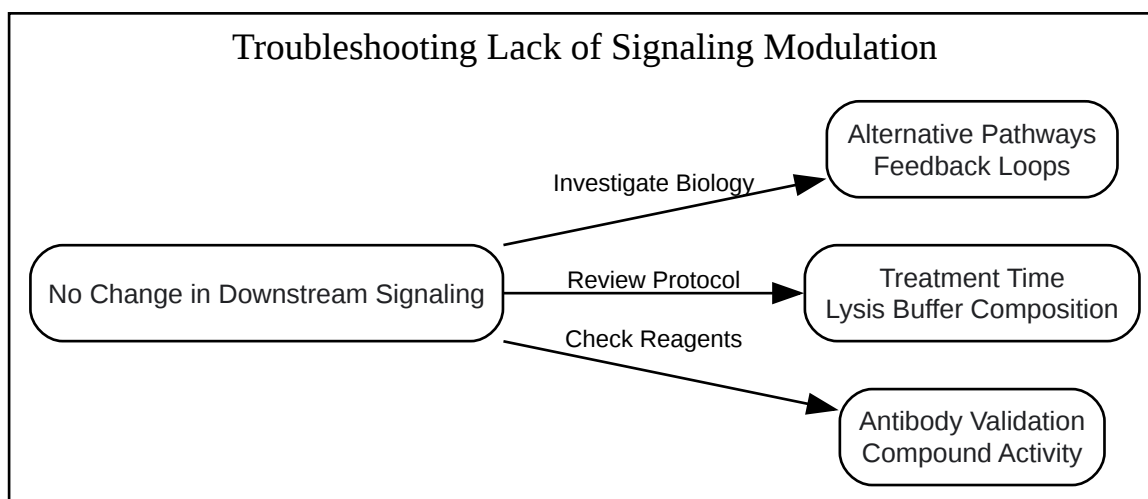 Troubleshooting Lack of Signaling Modulation
Alternative Pathways
Feedback Loops
Investigate Biology
No Change in Downstream Signaling
Review Protocol
Treatment Time
Lysis Buffer Composition
Check Reagents
Antibody Validation
Compound Activity